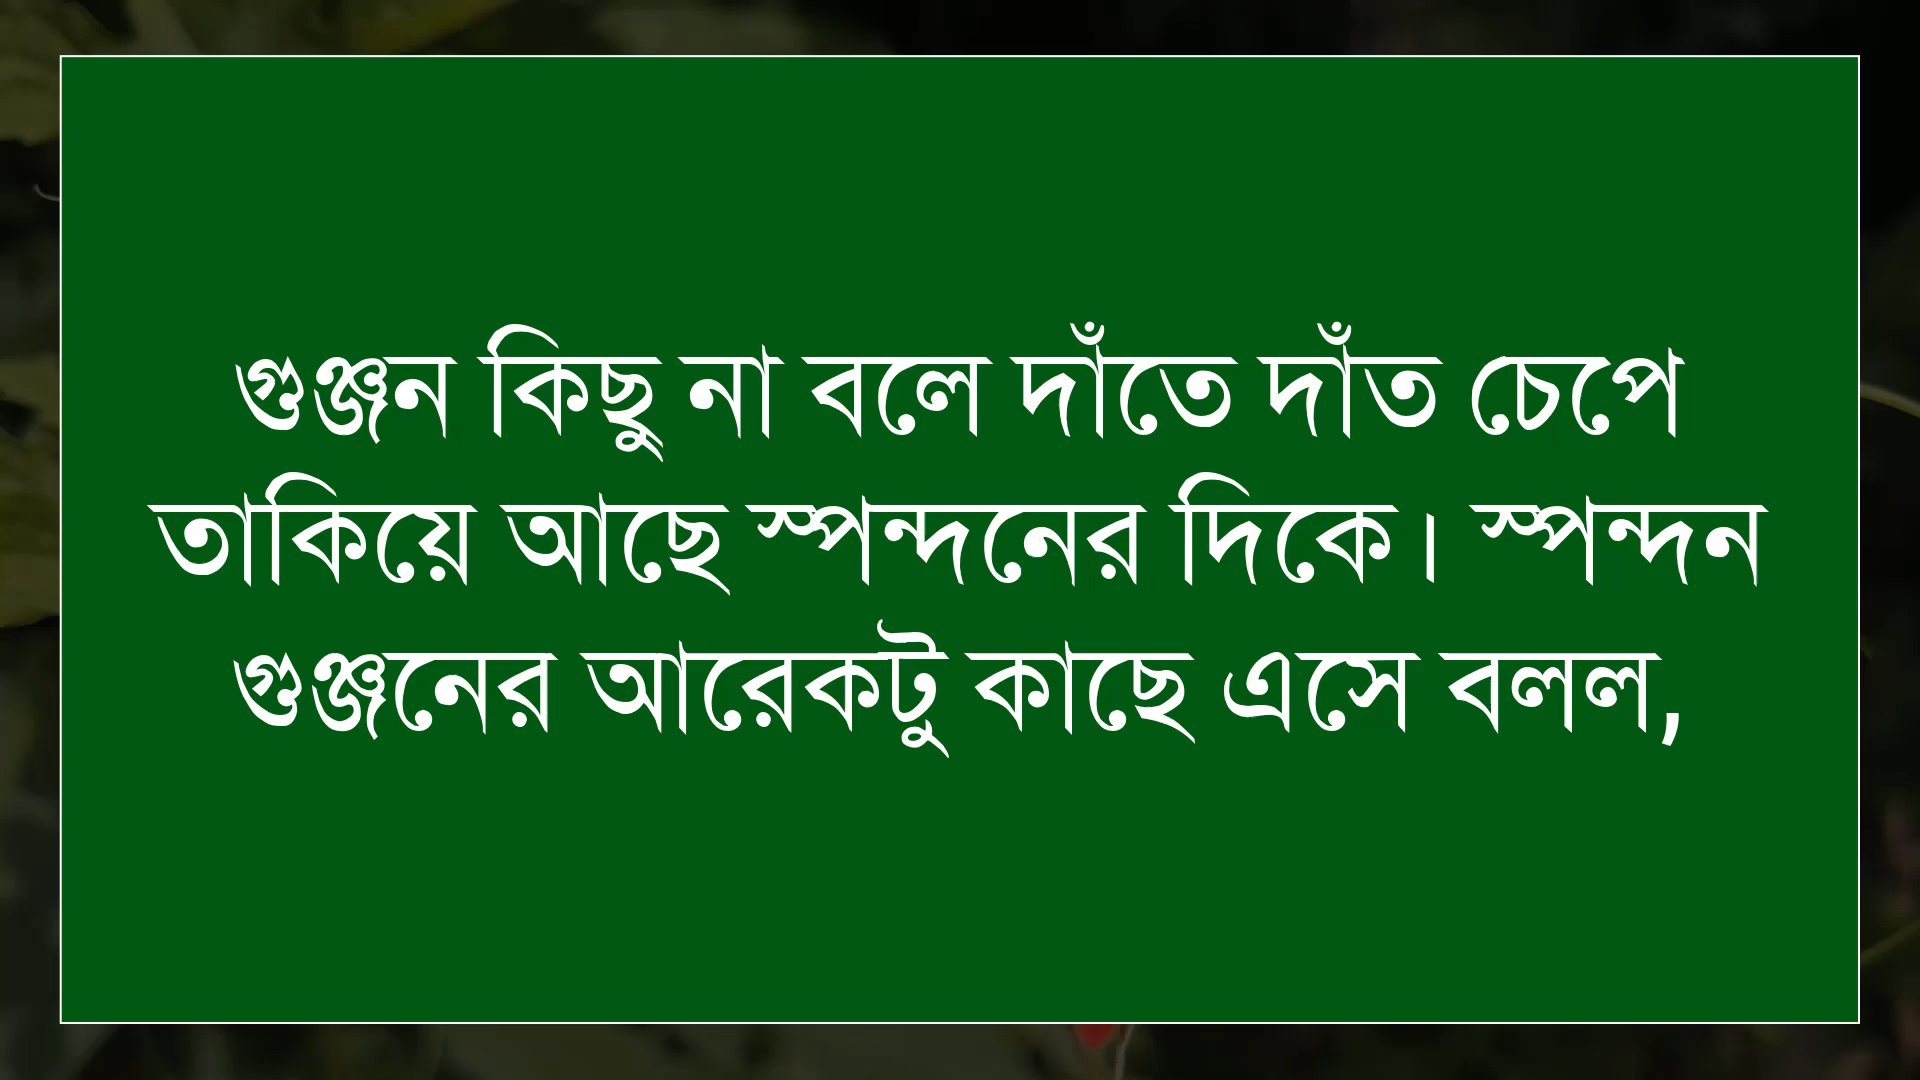 গুঞ্জন কিছু না বলে দাঁতে দাঁত চেপে
তাকিয়ে আছে স্পন্দনের দিকে। স্পন্দন
গুঞ্জনের আরেকটু কাছে এসে বলল,